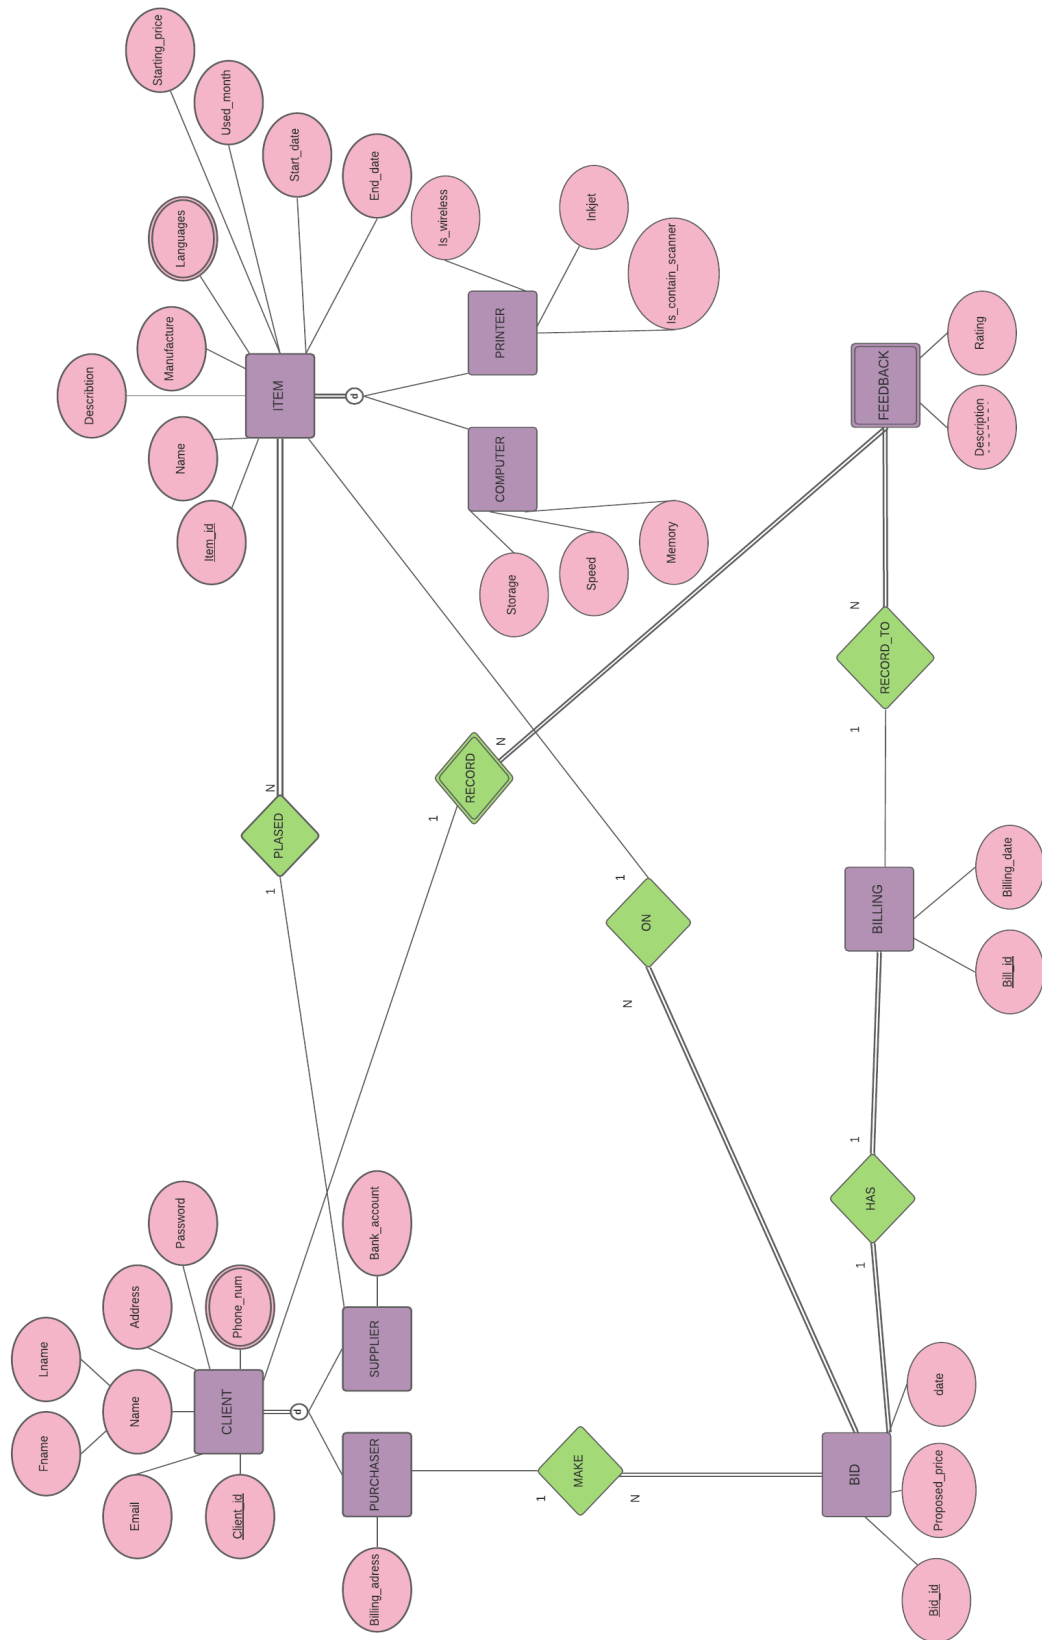 Fname
Lname
Describtion
Email
Name
Address
Password
Name
Manufacture
Languages
Starting_price
Client_id
CLIENT
Phone_num
Item_id
ITEM
Used_month
Start_date
End_date
1
PLASED
N
d
d
Billing_adress
PURCHASER
SUPPLIER
Bank_account
1
RECORD
N
Is_wireless
COMPUTER
PRINTER
Storage
Speed
Memory
Inkjet
Is_contain_scanner
1
MAKE
N
N
ON
1
BID
1
HAS
1
BILLING
1
RECORD_TO
N
FEEDBACK
Bid_id
Proposed_price
date
Bill_id
Billing_date
Description
Rating